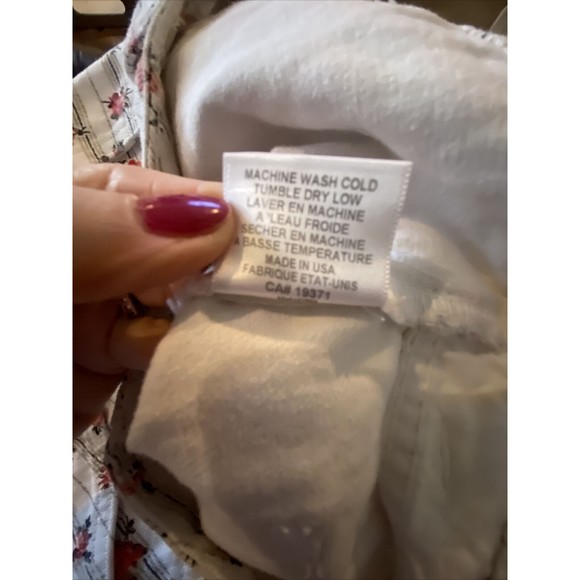 MACHINE WASH COLD
TUMBLE DRY LOW
LAVER EN MACHINE
A 'LEAU FROIDE
SECHER EN MACHINE
A BASSE TEMPERATURE
MADE IN USA
FABRIQUE ETAT-UNIS
CA# 19371